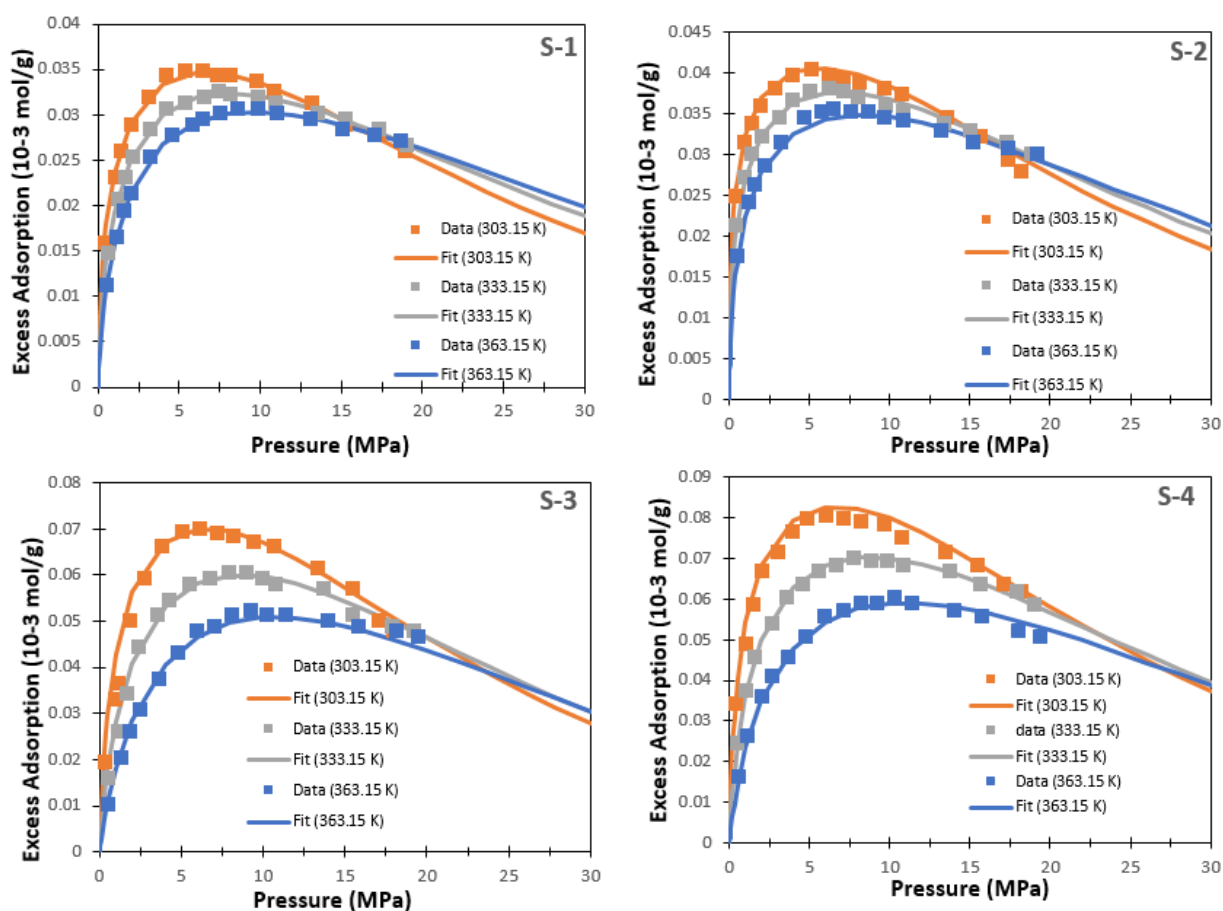 S-1
Excess Adsorption (10-3 mol/g)
0.04
0.035
0.03
0.025
0.02
0.015
0.01
0.005
0
Data (303.15 K)
Fit (303.15 K)
Data (333.15 K)
Fit (333.15 K)
Data (363.15 K)
Fit (363.15 K)
0 5 10 15 20 25 30
Pressure (MPa)
S-2
Excess Adsorption (10-3 mol/g)
0.045
0.04
0.035
0.03
0.025
0.02
0.015
0.01
0.005
0
Data (303.15 K)
Fit (303.15 K)
Data (333.15 K)
Fit (333.15 K)
Data (363.15 K)
Fit (363.15 K)
0 5 10 15 20 25 30
Pressure (MPa)
S-3
Excess Adsorption (10-3 mol/g)
0.08
0.07
0.06
0.05
0.04
0.03
0.02
0.01
0
Data (303.15 K)
Fit (303.15 K)
Data (333.15 K)
Fit (333.15 K)
Data (363.15 K)
Fit (363.15 K)
0 5 10 15 20 25 30
Pressure (MPa)
S-4
Excess Adsorption (10-3 mol/g)
0.09
0.08
0.07
0.06
0.05
0.04
0.03
0.02
0.01
0
Data (303.15 K)
Fit (303.15 K)
data (333.15 K)
Fit (333.15 K)
Data (363.15 K)
Fit (363.15 K)
0 5 10 15 20 25 30
Pressure (MPa)